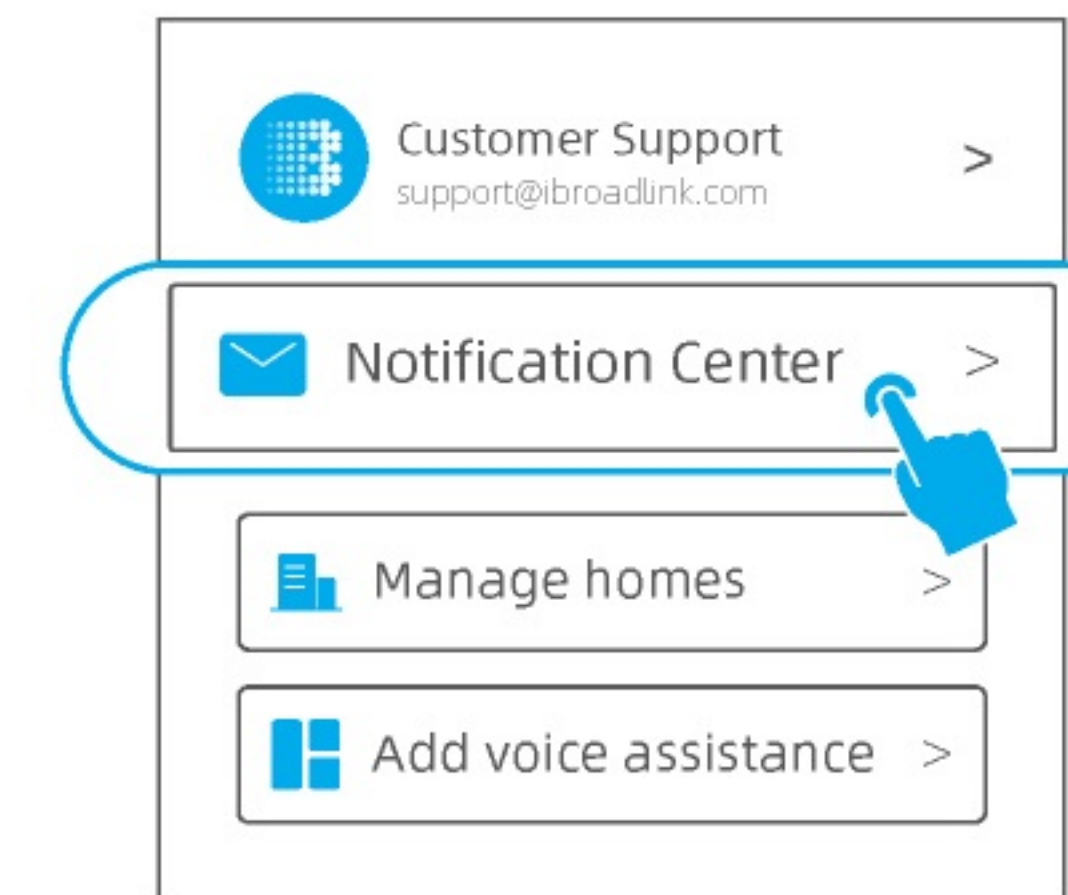 Customer Support >
support@ibroadlink.com
Notification Center >
Manage homes >
Add voice assistance >